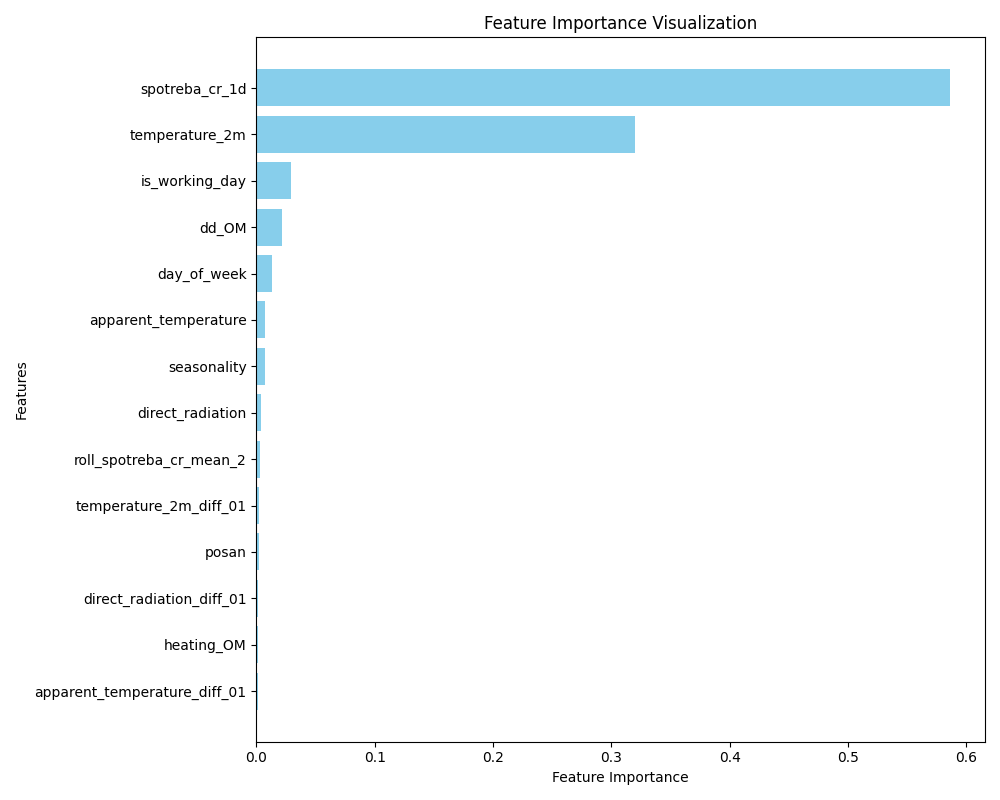 Feature Importance Visualization
Features
spotreba_cr_1d
temperature_2m
is_working_day
dd_OM
day_of_week
apparent_temperature
seasonality
direct_radiation
roll_spotreba_cr_mean_2
temperature_2m_diff_01
posan
direct_radiation_diff_01
heating_OM
apparent_temperature_diff_01
0.0 0.1 0.2 0.3 0.4 0.5 0.6
Feature Importance